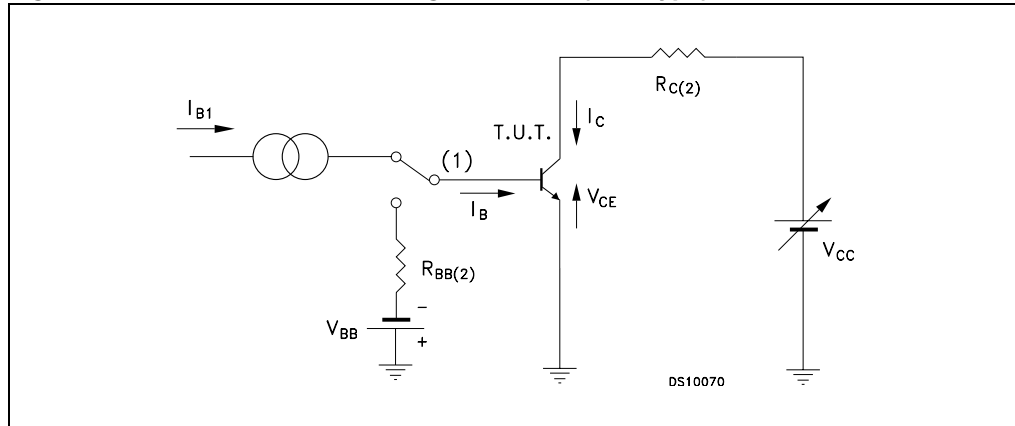 R_C(2)
I_B1
I_C
T.U.T.
(1)
V_CE
I_B
V_CC
R_BB(2)
−
V_BB
+
DS10070